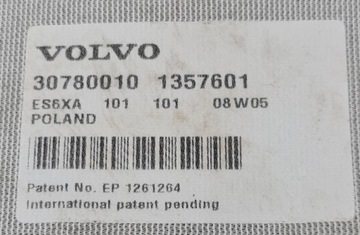 VOLVO
30780010 1357601
ES6XA 101 101 08W05
POLAND
Patent No. EP 1261264
International patent pending